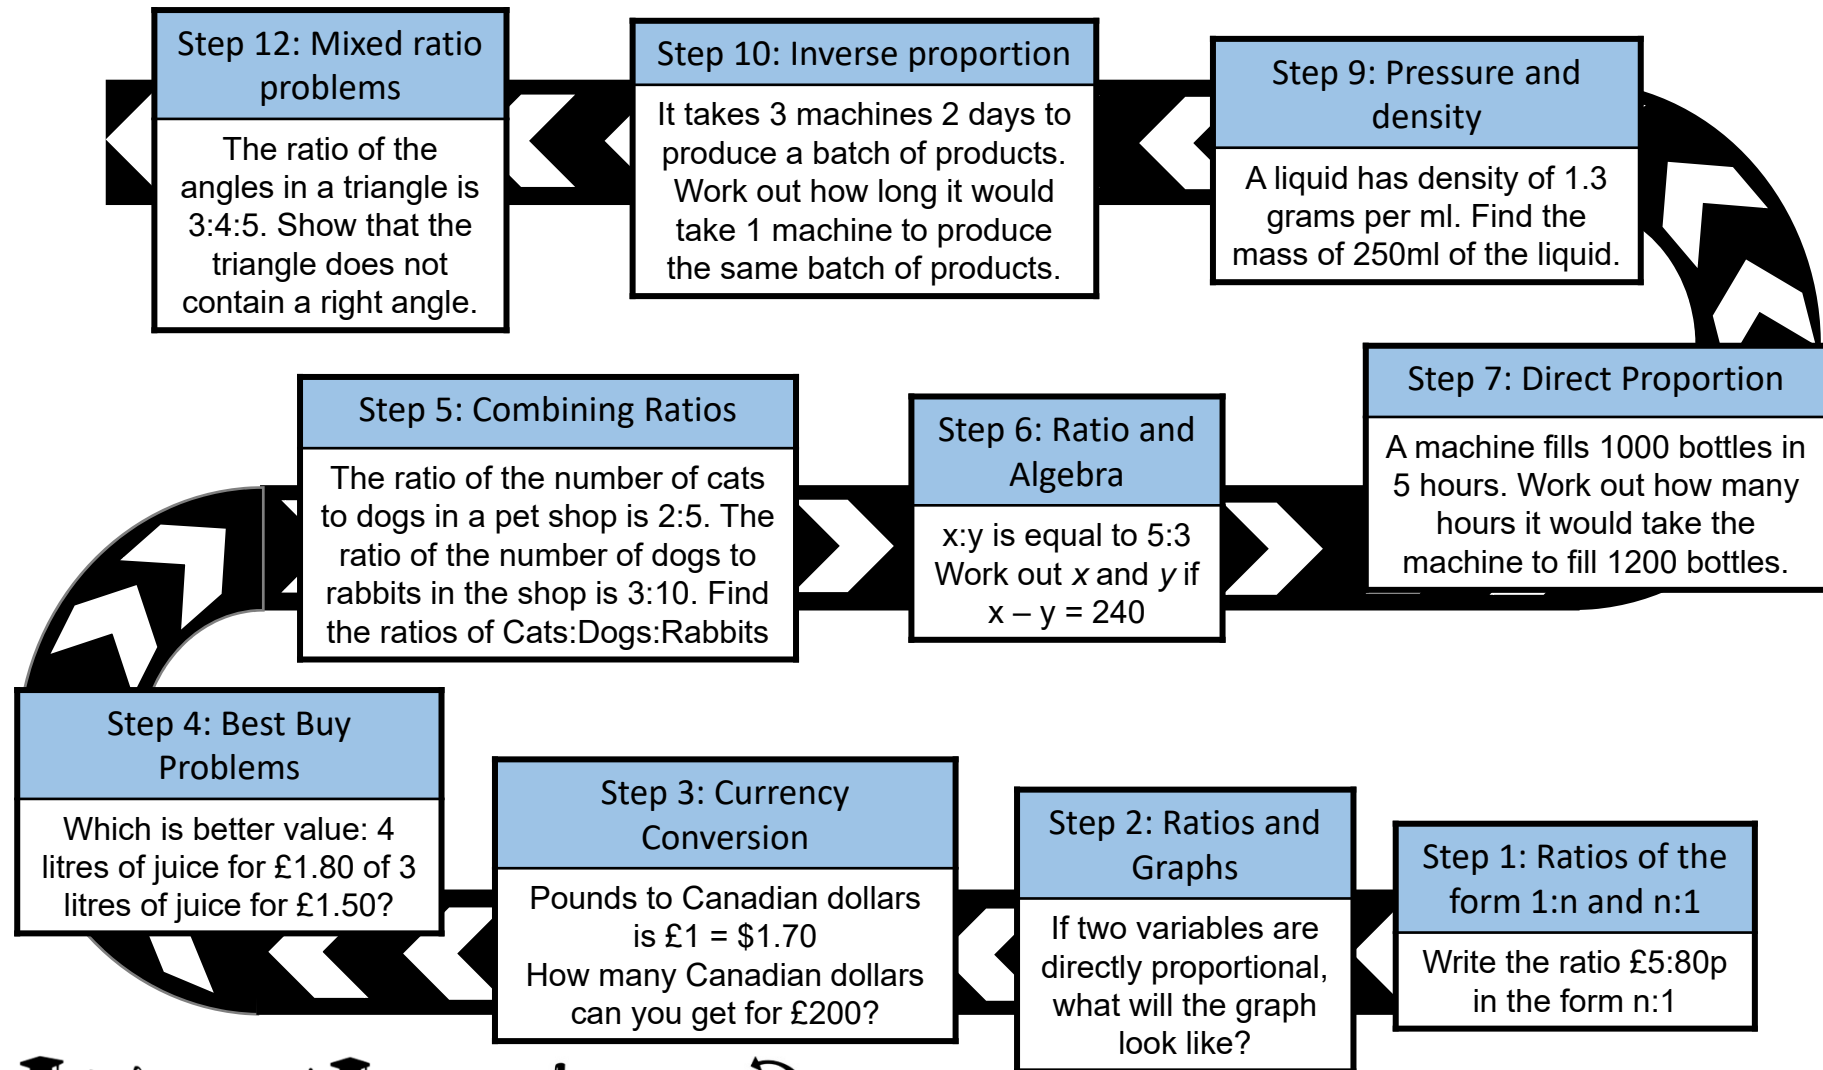 Step 12: Mixed ratio
problems
The ratio of the
angles in a triangle is
3:4:5. Show that the
triangle does not
contain a right angle.
Step 10: Inverse proportion
It takes 3 machines 2 days to
produce a batch of products.
Work out how long it would
take 1 machine to produce
the same batch of products.
Step 9: Pressure and
density
A liquid has density of 1.3
grams per ml. Find the
mass of 250ml of the liquid.
Step 5: Combining Ratios
The ratio of the number of cats
to dogs in a pet shop is 2:5. The
ratio of the number of dogs to
rabbits in the shop is 3:10. Find
the ratios of Cats:Dogs:Rabbits
Step 6: Ratio and
Algebra
x:y is equal to 5:3
Work out x and y if
x – y = 240
Step 7: Direct Proportion
A machine fills 1000 bottles in
5 hours. Work out how many
hours it would take the
machine to fill 1200 bottles.
Step 4: Best Buy
Problems
Which is better value: 4
litres of juice for £1.80 of 3
litres of juice for £1.50?
Step 3: Currency
Conversion
Pounds to Canadian dollars
is £1 = $1.70
How many Canadian dollars
can you get for £200?
Step 2: Ratios and
Graphs
If two variables are
directly proportional,
what will the graph
look like?
Step 1: Ratios of the
form 1:n and n:1
Write the ratio £5:80p
in the form n:1